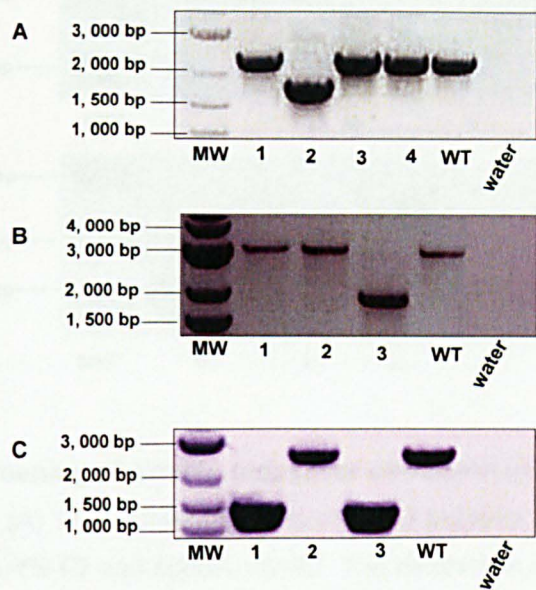 A
3, 000 bp
2, 000 bp
1, 500 bp
1, 000 bp
MW 1 2 3 4 WT water
B
4, 000 bp
3, 000 bp
2, 000 bp
1, 500 bp
MW 1 2 3 WT water
C
3, 000 bp
2, 000 bp
1, 500 bp
1, 000 bp
MW 1 2 3 WT water